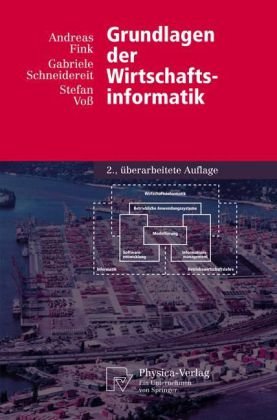 Andreas
Fink
Gabriele
Schneidereit
Stefan
Voß
Grundlagen
der
Wirtschafts-
informatik
2., überarbeitete Auflage
Wirtschaftsinformatik
Betriebliche Anwendungssysteme
Modellierung
Software-
entwicklung
Informations-
management
Informatik
Betriebswirtschaftslehre
Physica-Verlag
Ein Unternehmen
von Springer